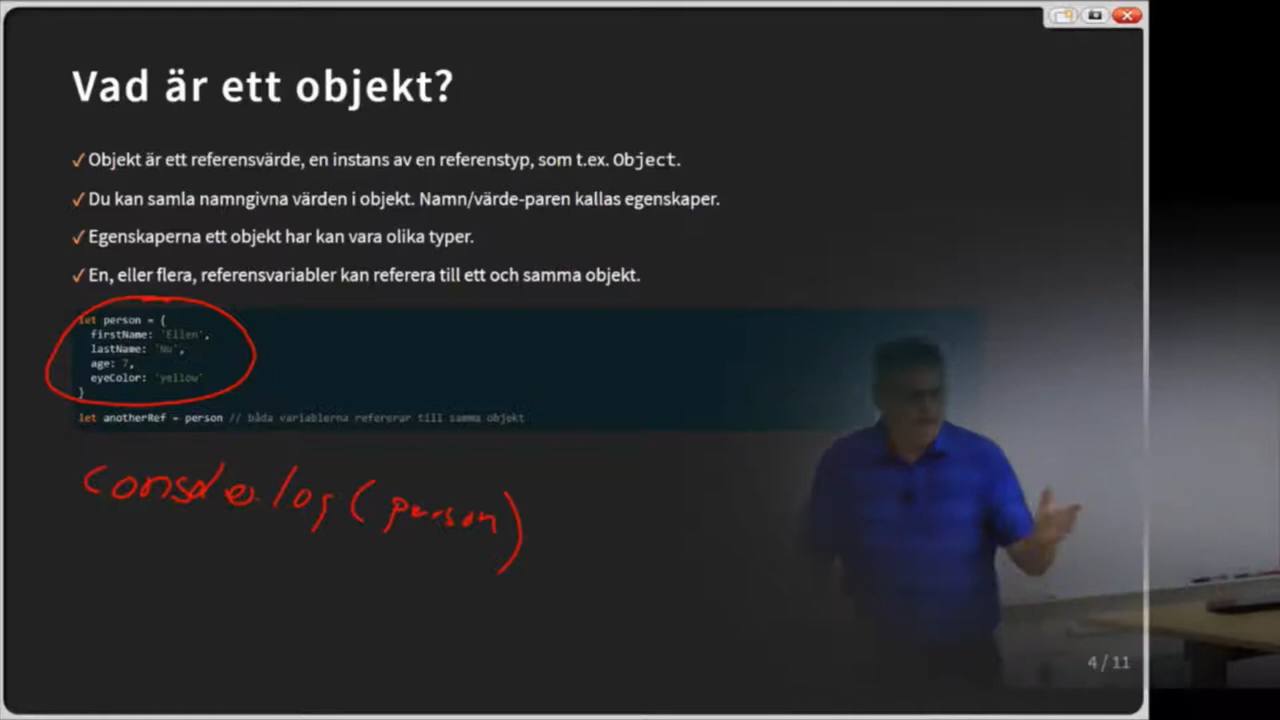 Vad är ett objekt?
✓ Objekt är ett referensvärde, en instans av en referenstyp, som t.ex. Object.
✓ Du kan samla namngivna värden i objekt. Namn/värde-paren kallas egenskaper.
✓ Egenskaperna ett objekt har kan vara olika typer.
✓ En, eller flera, referensvariabler kan referera till ett och samma objekt.
let person = {
firstName: 'Ellen',
lastName: 'Nu',
age: 7,
eyeColor: 'yellow'
}
let anotherRef = person // båda variablerna refererar till samma objekt
console.log(person)
4 / 11